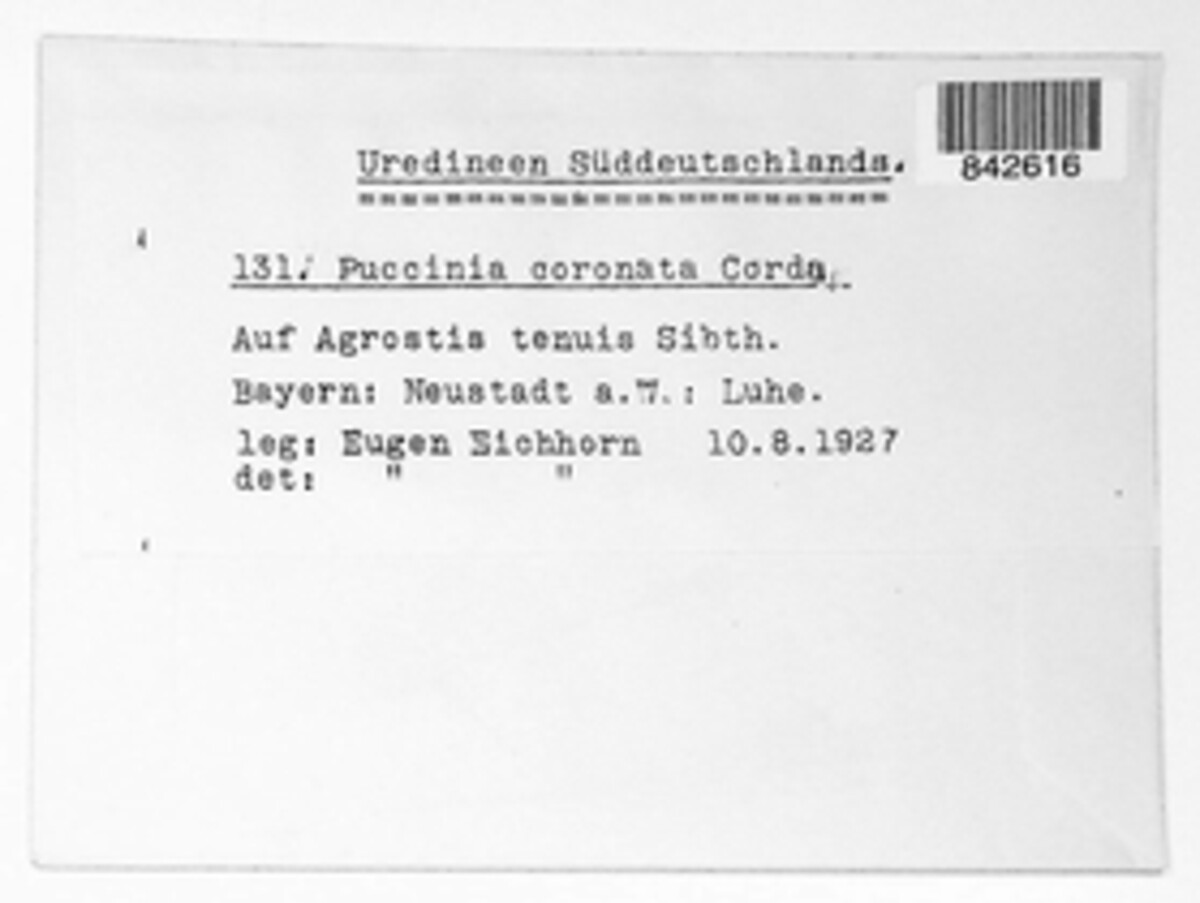 842616
Uredineen Süddeutschlands.
131. Puccinia coronata Corda.
Auf Agrostis tenuis Sibth.
Bayern: Neustadt a.W.: Luhe.
leg: Eugen Eichhorn 10.8.1927
det: " "